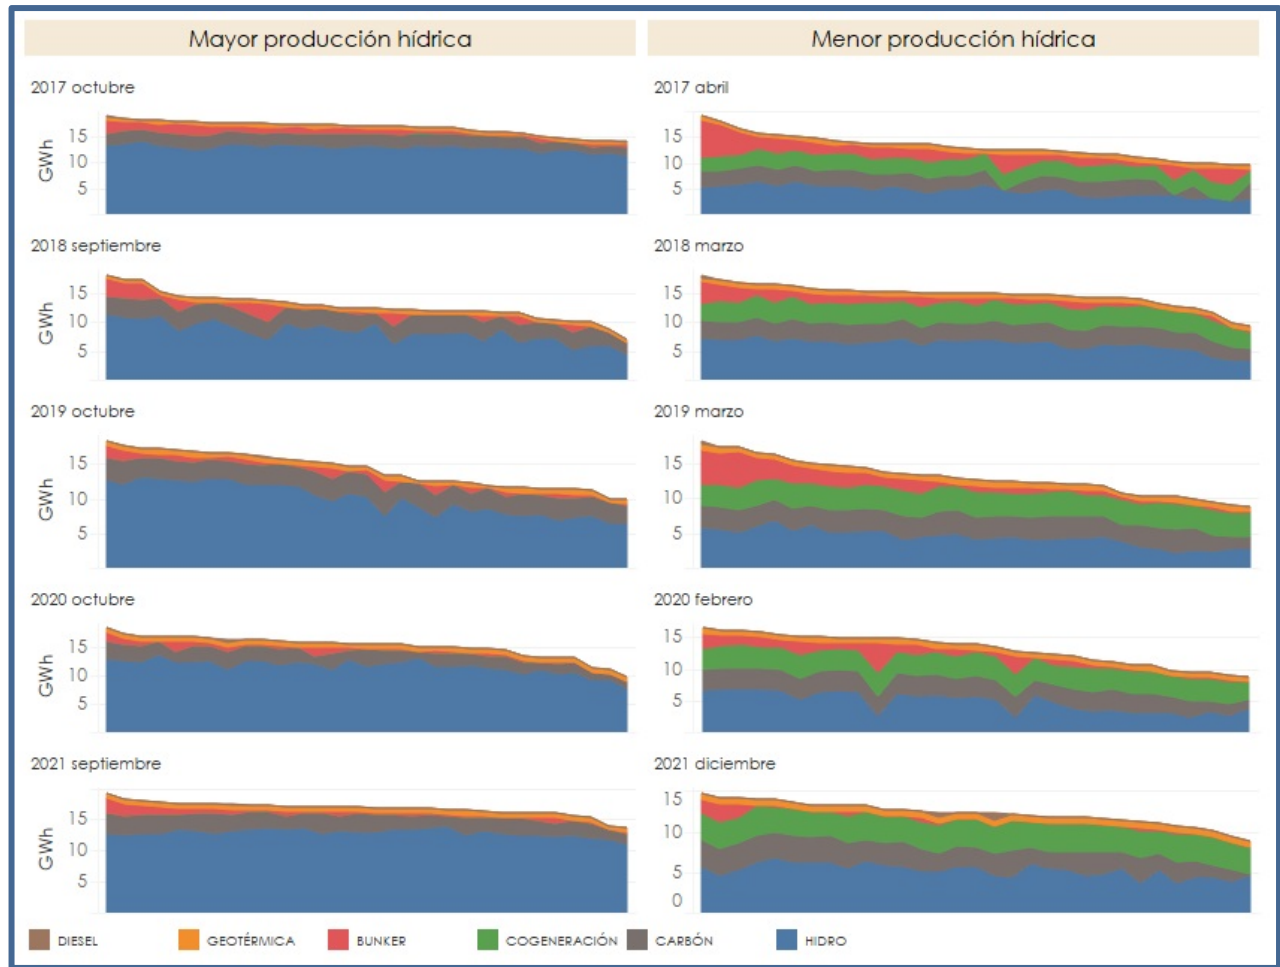 Mayor producción hídrica
Menor producción hídrica
2017 octubre
2017 abril
GWh
15
10
5
15
10
5
2018 septiembre
2018 marzo
GWh
15
10
5
15
10
5
2019 octubre
2019 marzo
GWh
15
10
5
15
10
5
2020 octubre
2020 febrero
GWh
15
10
5
15
10
5
2021 septiembre
2021 diciembre
GWh
15
10
5
15
10
5
0
DIESEL GEOTÉRMICA BUNKER COGENERACIÓN CARBÓN HIDRO